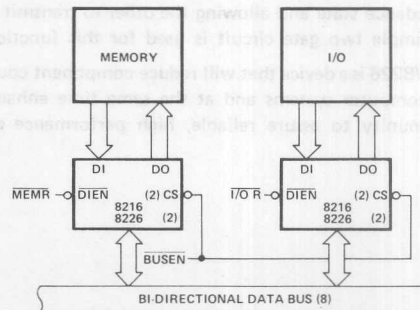 MEMORY
I/O
DI
DO
DI
DO
MEMR
DIEN
(2) CS
8216
8226
(2)
I/O R
DIEN
(2) CS
8216
8226
(2)
BUSEN
BI-DIRECTIONAL DATA BUS (8)